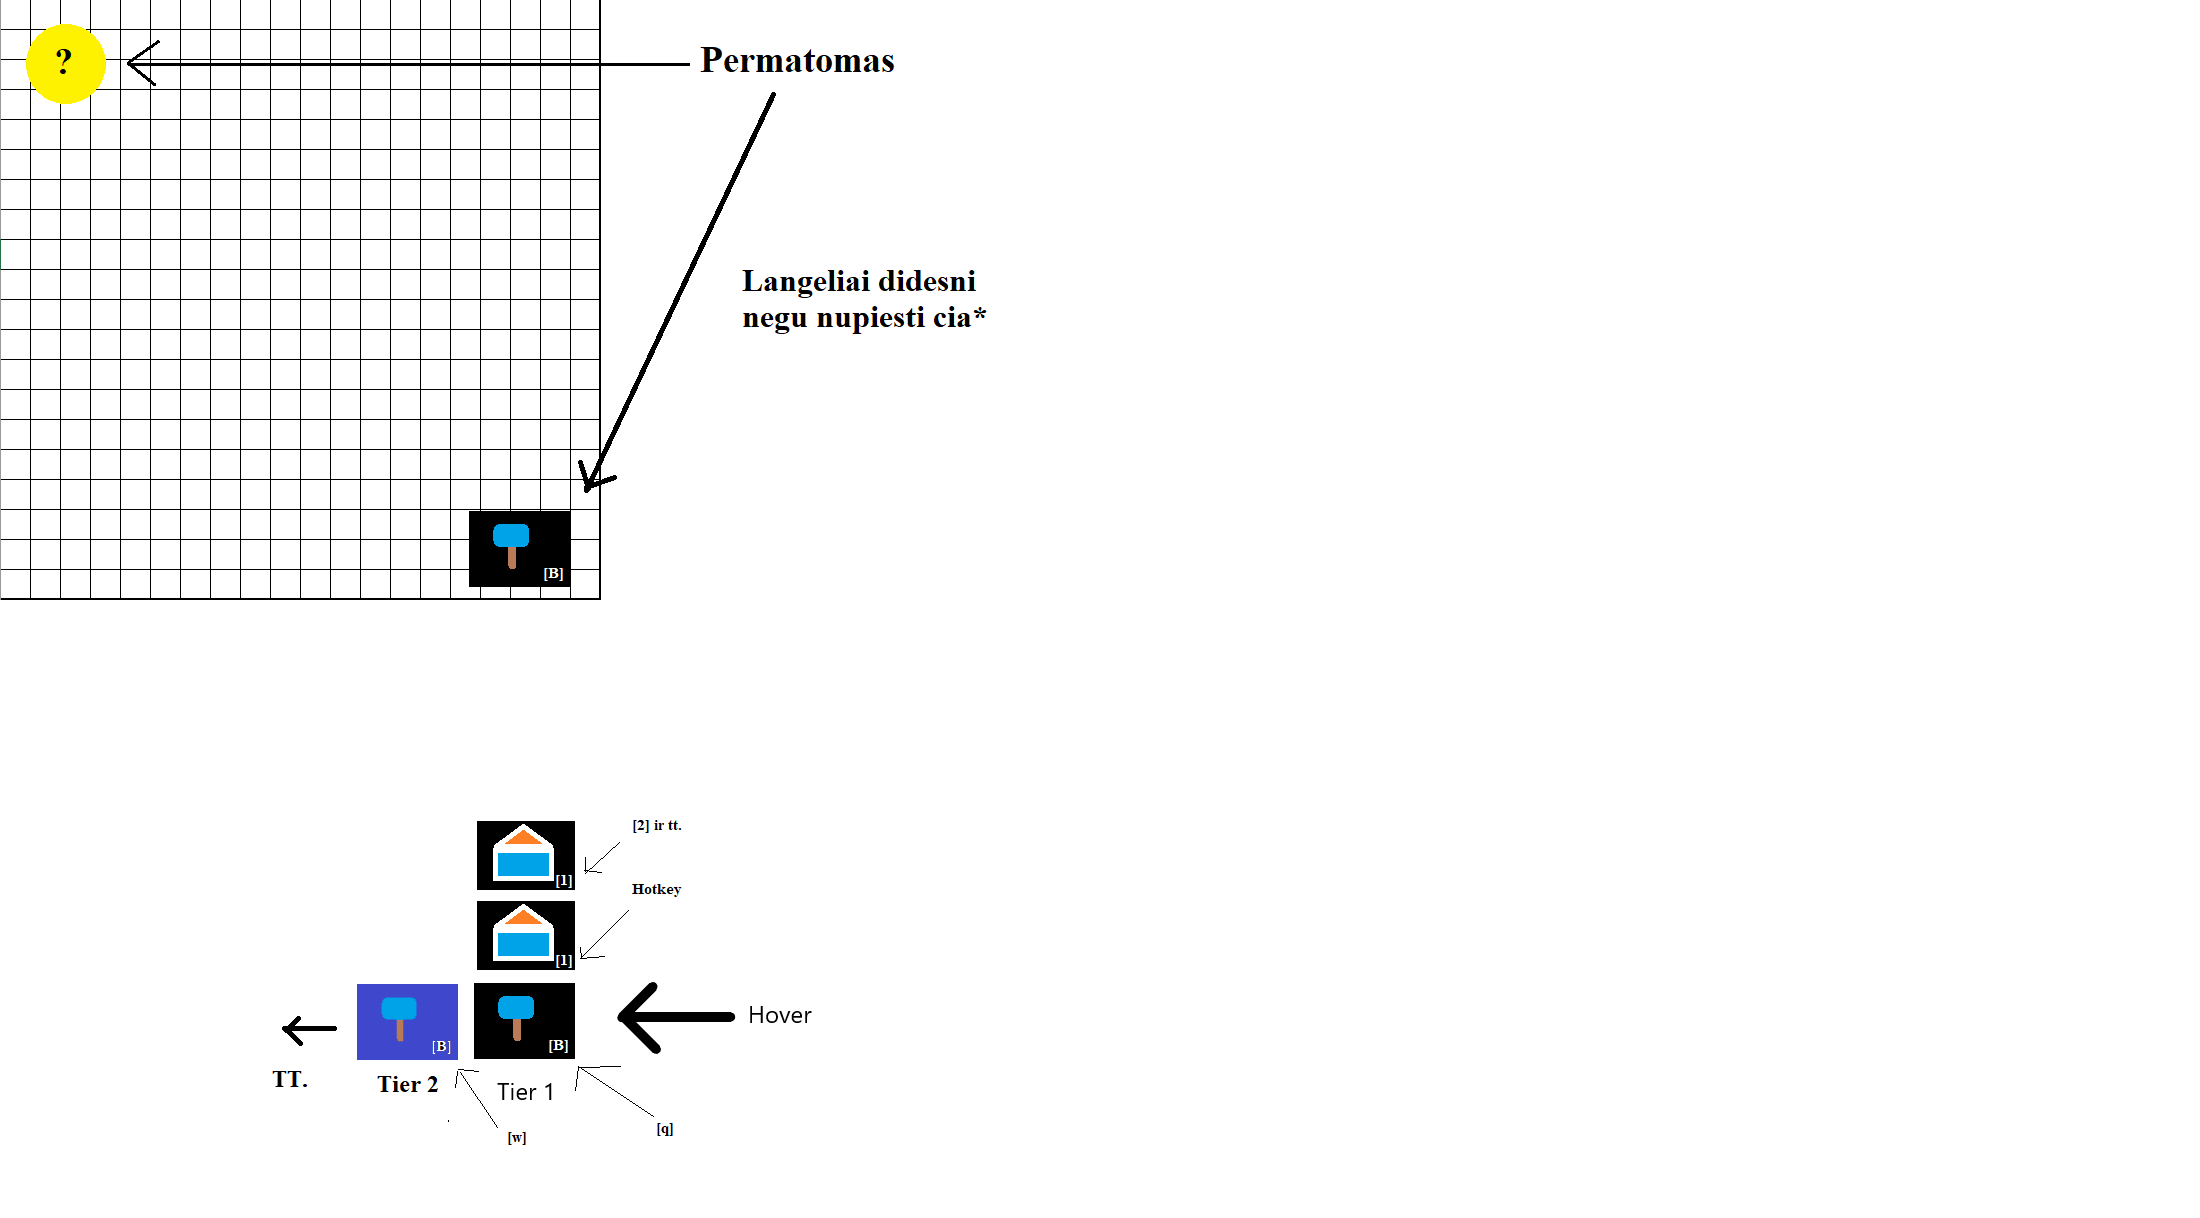 ?
Permatomas
Langeliai didesni
negu nupiesti cia*
[B]
[2] ir tt.
[1]
Hotkey
[1]
Hover
[B]
[B]
TT.
Tier 2
Tier 1
[w]
[q]